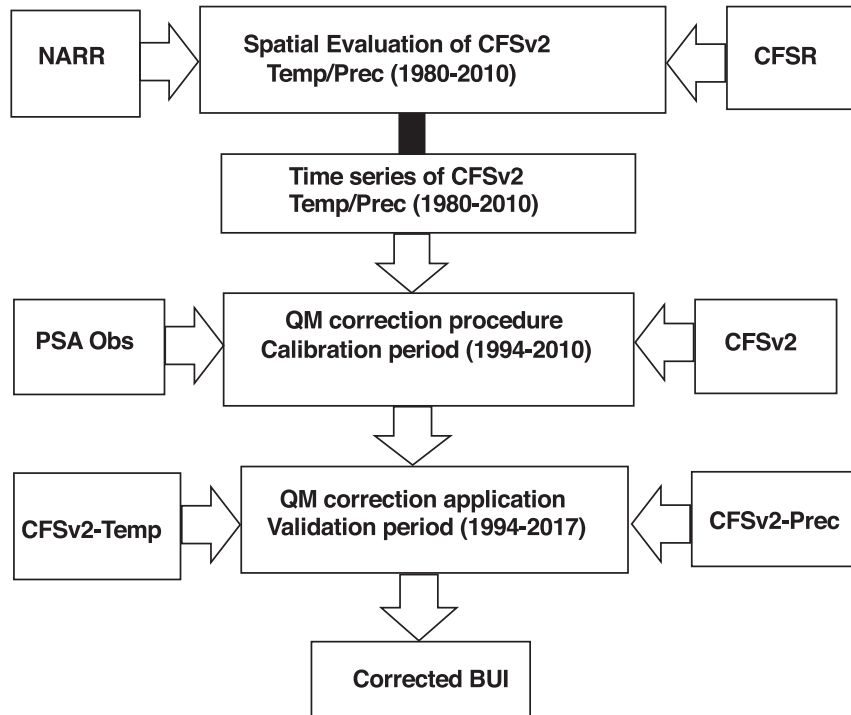 NARR
Spatial Evaluation of CFSv2
Temp/Prec (1980-2010)
CFSR
Time series of CFSv2
Temp/Prec (1980-2010)
PSA Obs
QM correction procedure
Calibration period (1994-2010)
CFSv2
CFSv2-Temp
QM correction application
Validation period (1994-2017)
CFSv2-Prec
Corrected BUI